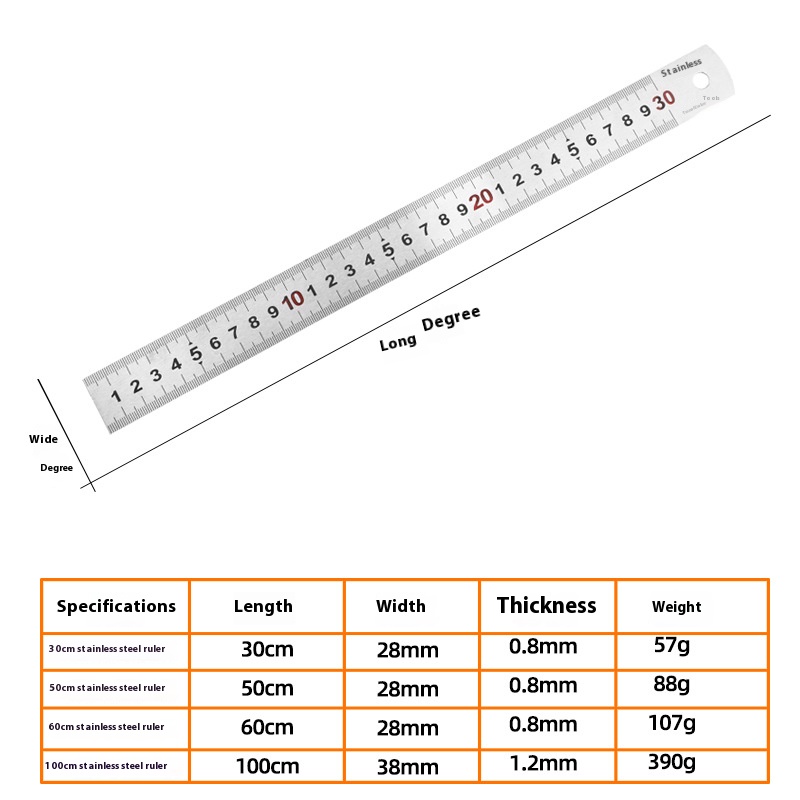 Stainless
1 2 3 4 5 6 7 8 9 10 1 2 3 4 5 6 7 8 9 20 1 2 3 4 5 6 7 8 9 30
Long Degree
Wide
Degree
Specifications Length Width Thickness Weight
30cm stainless steel ruler 30cm 28mm 0.8mm 57g
50cm stainless steel ruler 50cm 28mm 0.8mm 88g
60cm stainless steel ruler 60cm 28mm 0.8mm 107g
100cm stainless steel ruler 100cm 38mm 1.2mm 390g